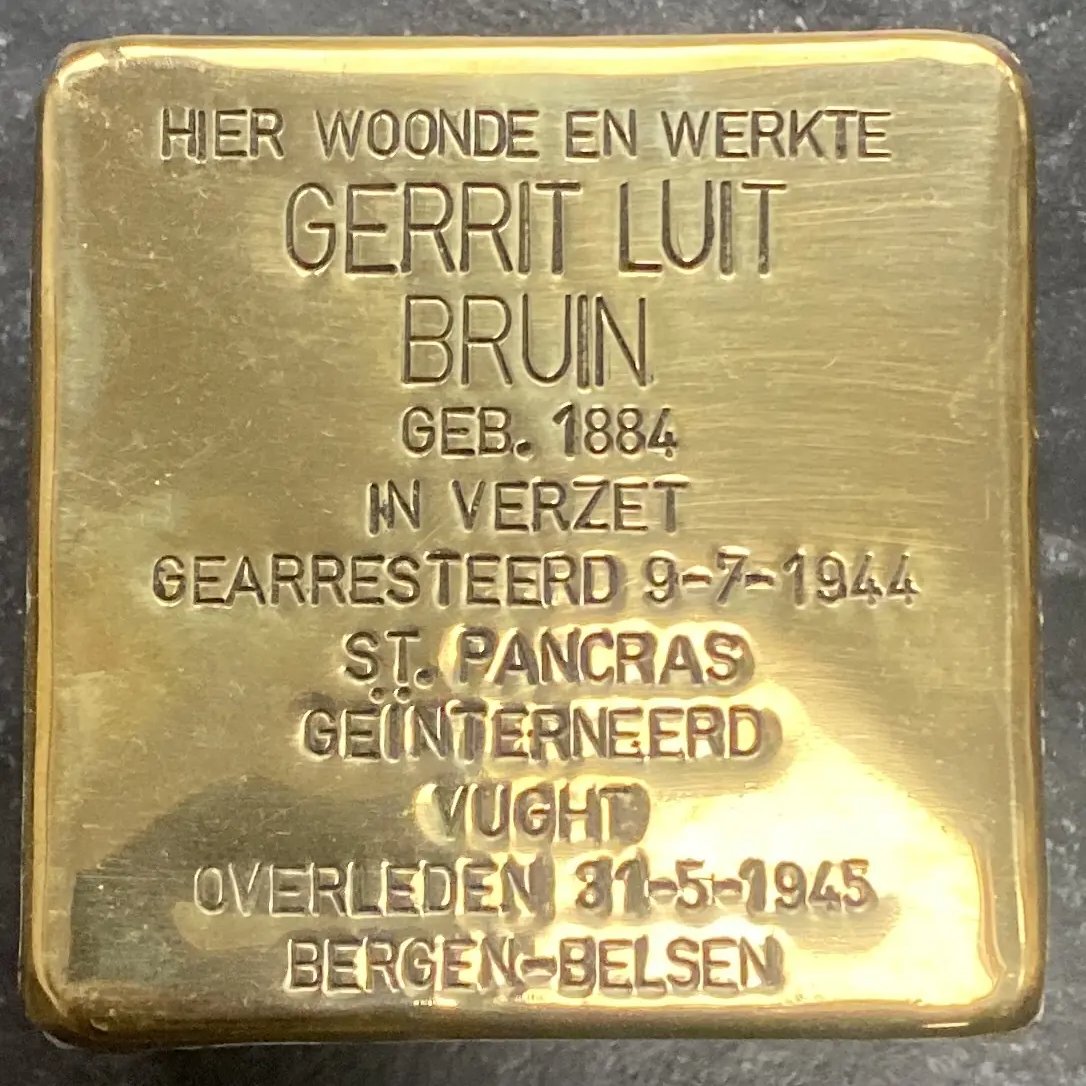 HIER WOONDE EN WERKTE
GERRIT LUIT
BRUIN
GEB. 1884
IN VERZET
GEARRESTEERD 9-7-1944
ST. PANCRAS
GEÏNTERNEERD
VUGHT
OVERLEDEN 31-5-1945
BERGEN-BELSEN